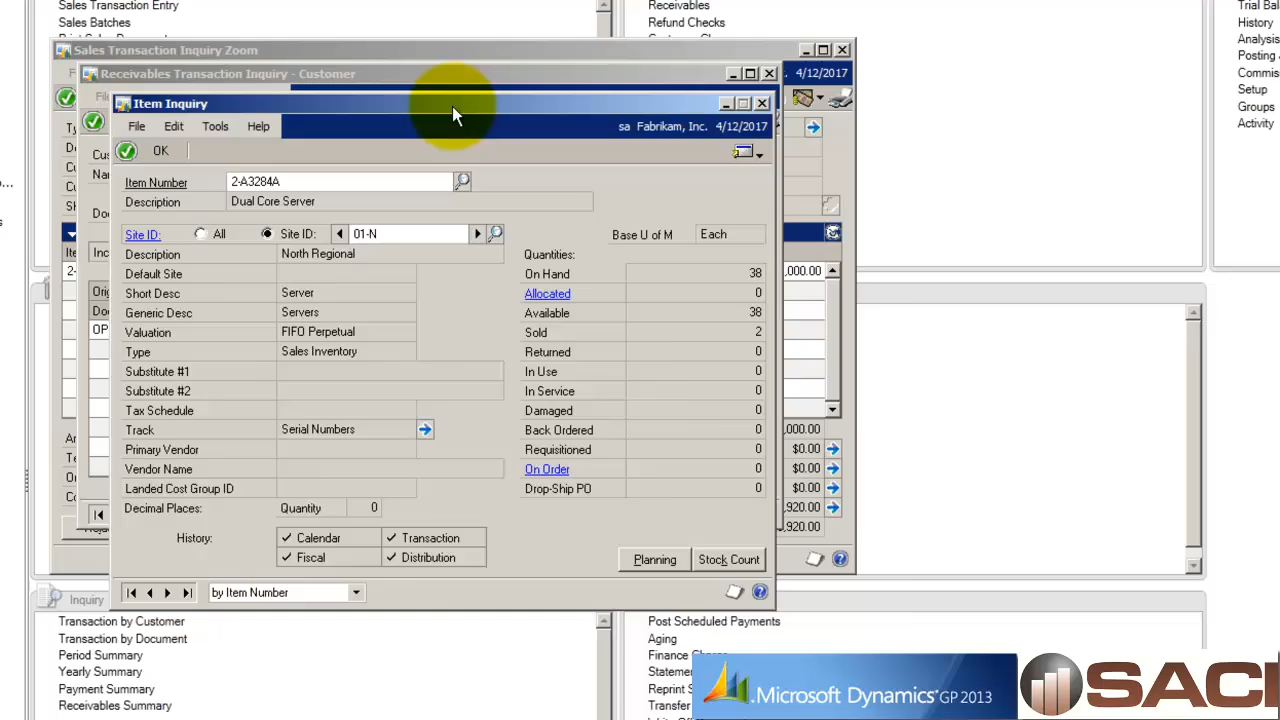 Sales Transaction Entry
Receivables
Trial Bala
Sales Batches
Refund Checks
History
Analysis
Sales Transaction Inquiry Zoom
Posting
Receivables Transaction Inquiry - Customer
4/12/2017
Commis
Setup
Groups
Activity
Item Inquiry
File Edit Tools Help
sa Fabrikam, Inc. 4/12/2017
OK
Item Number 2-A3284A
Description Dual Core Server
Site ID: All Site ID: 01-N
Base U of M Each
Description North Regional
Quantities:
Default Site
On Hand 38
Short Desc Server
Allocated 0
Generic Desc Servers
Available 38
Valuation FIFO Perpetual
Sold 2
Type Sales Inventory
Returned 0
Substitute #1
In Use 0
Substitute #2
In Service 0
Tax Schedule
Damaged 0
Track Serial Numbers
Back Ordered 0
Primary Vendor
Requisitioned 0
Vendor Name
On Order 0
Landed Cost Group ID
Drop-Ship PO 0
Decimal Places: Quantity 0
History: Calendar Transaction
Fiscal Distribution
Planning Stock Count
by Item Number
,000.00
,000.00
$0.00
$0.00
$0.00
,920.00
,920.00
Inquiry
Transaction by Customer
Transaction by Document
Period Summary
Yearly Summary
Payment Summary
Receivables Summary
Post Scheduled Payments
Aging
Finance
Reprint S
Transfer
Microsoft Dynamics GP 2013
SACI